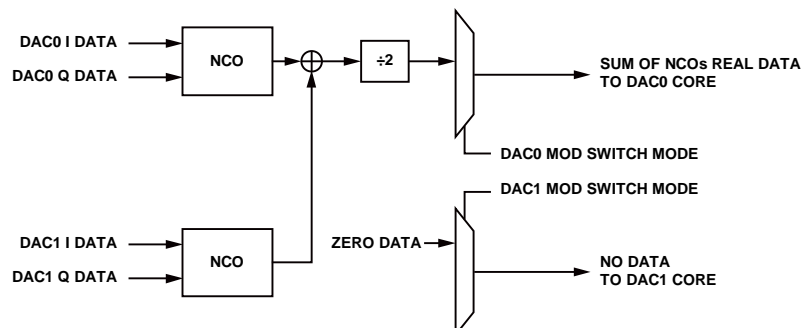 DAC0 I DATA
DAC0 Q DATA
NCO
÷2
SUM OF NCOs REAL DATA
TO DAC0 CORE
DAC0 MOD SWITCH MODE
DAC1 MOD SWITCH MODE
DAC1 I DATA
DAC1 Q DATA
NCO
ZERO DATA
NO DATA
TO DAC1 CORE